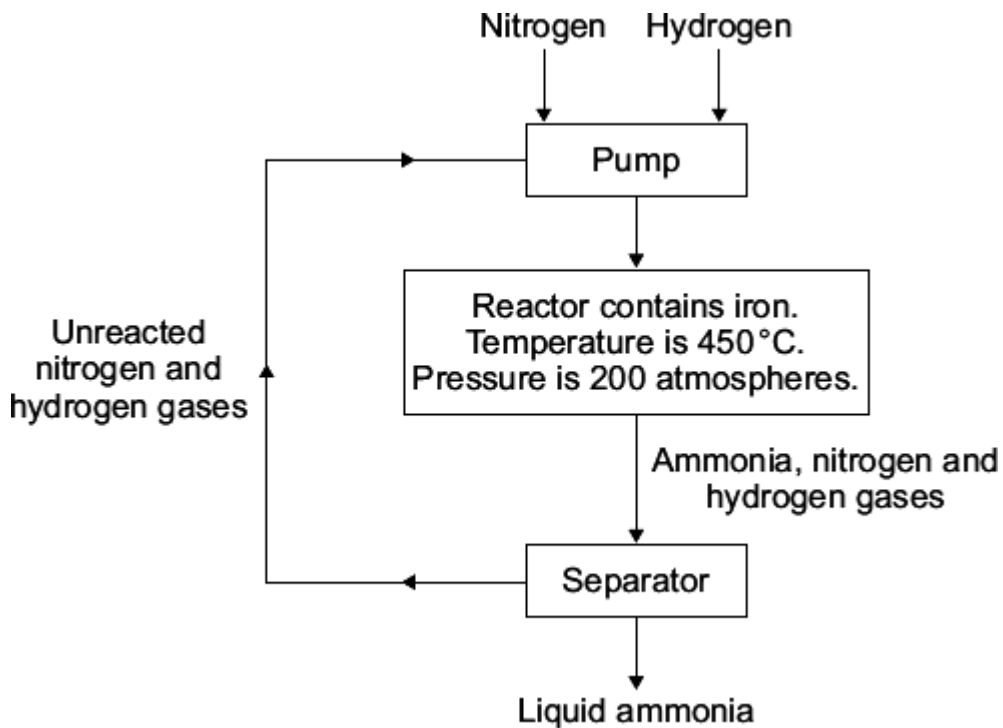 Nitrogen Hydrogen
Pump
Reactor contains iron.
Temperature is 450°C.
Pressure is 200 atmospheres.
Unreacted
nitrogen and
hydrogen gases
Ammonia, nitrogen and
hydrogen gases
Separator
Liquid ammonia